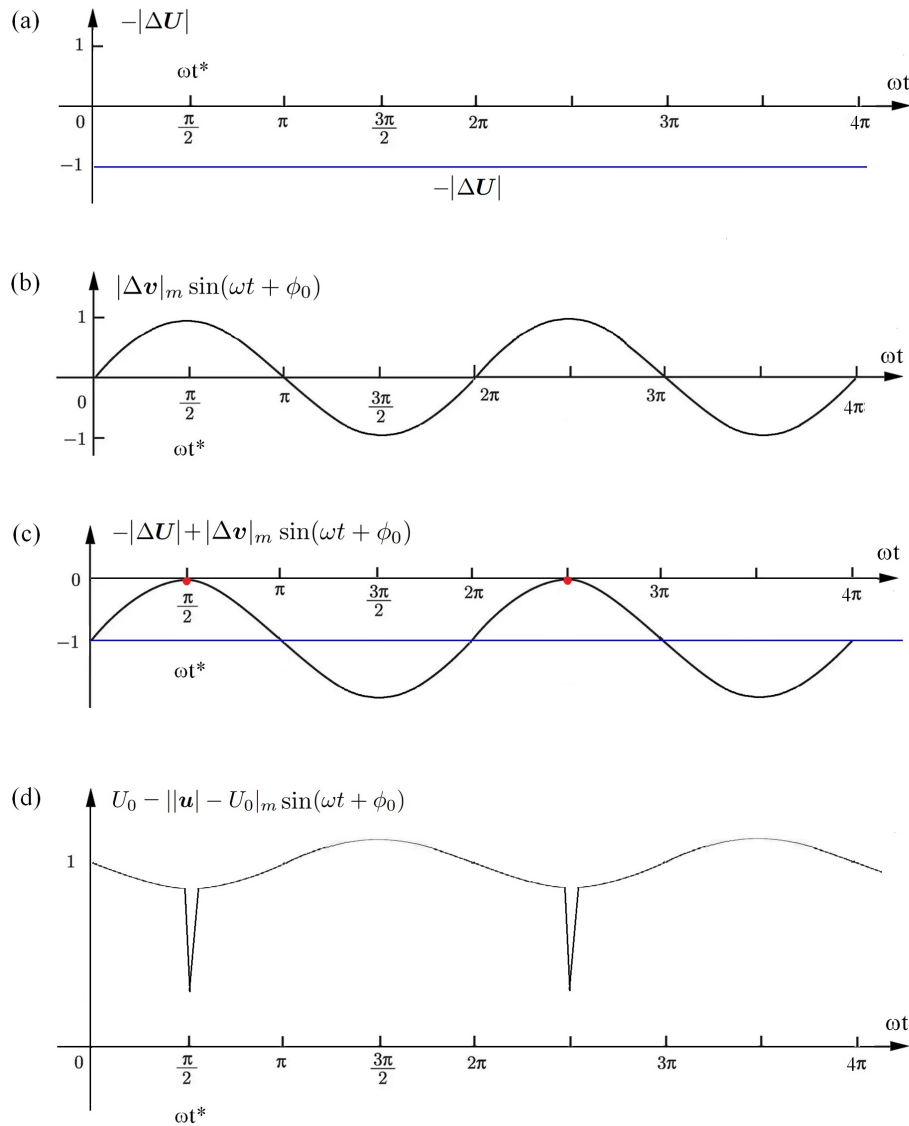 (a) −|ΔU|
1
ωt*
ωt
0 π/2 π 3π/2 2π 3π 4π
−1
−|ΔU|
(b) |Δv|ₘ sin(ωt + ϕ₀)
1
ωt
0 π/2 π 3π/2 2π 3π 4π
−1
ωt*
(c) −|ΔU| + |Δv|ₘ sin(ωt + ϕ₀)
ωt
0 π/2 π 3π/2 2π 3π 4π
−1
ωt*
(d) U₀ − ||u| − U₀|ₘ sin(ωt + ϕ₀)
1
ωt
0 π/2 π 3π/2 2π 3π 4π
ωt*